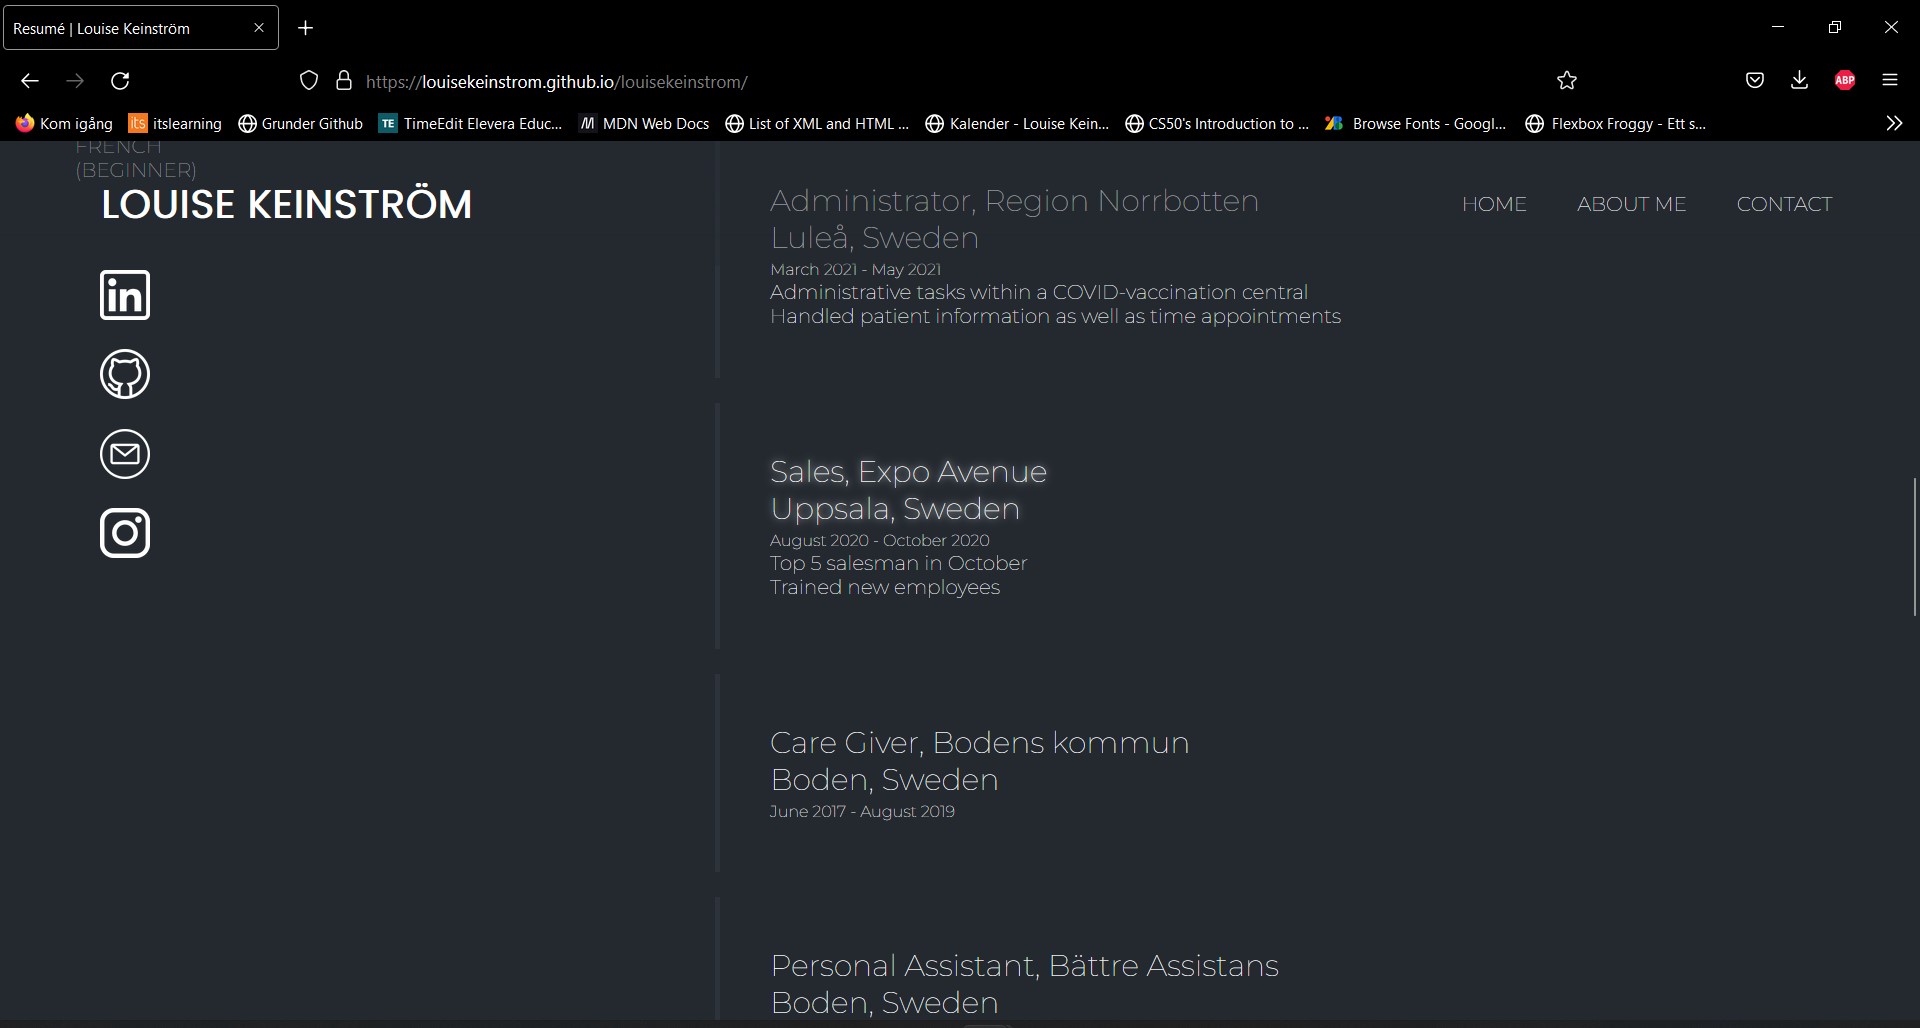 Resumé | Louise Keinström
https://louisekeinstrom.github.io/louisekeinstrom/
ABP
Kom igång
its
itslearning
Grunder Github
TE
TimeEdit Elevera Educ...
MDN Web Docs
List of XML and HTML ...
Kalender - Louise Kein...
CS50's Introduction to ...
Browse Fonts - Googl...
Flexbox Froggy - Ett s...
FRENCH
(BEGINNER)
LOUISE KEINSTRÖM
HOME
ABOUT ME
CONTACT
in
Administrator, Region Norrbotten
Luleå, Sweden
March 2021 - May 2021
Administrative tasks within a COVID-vaccination central
Handled patient information as well as time appointments
Sales, Expo Avenue
Uppsala, Sweden
August 2020 - October 2020
Top 5 salesman in October
Trained new employees
Care Giver, Bodens kommun
Boden, Sweden
June 2017 - August 2019
Personal Assistant, Bättre Assistans
Boden, Sweden